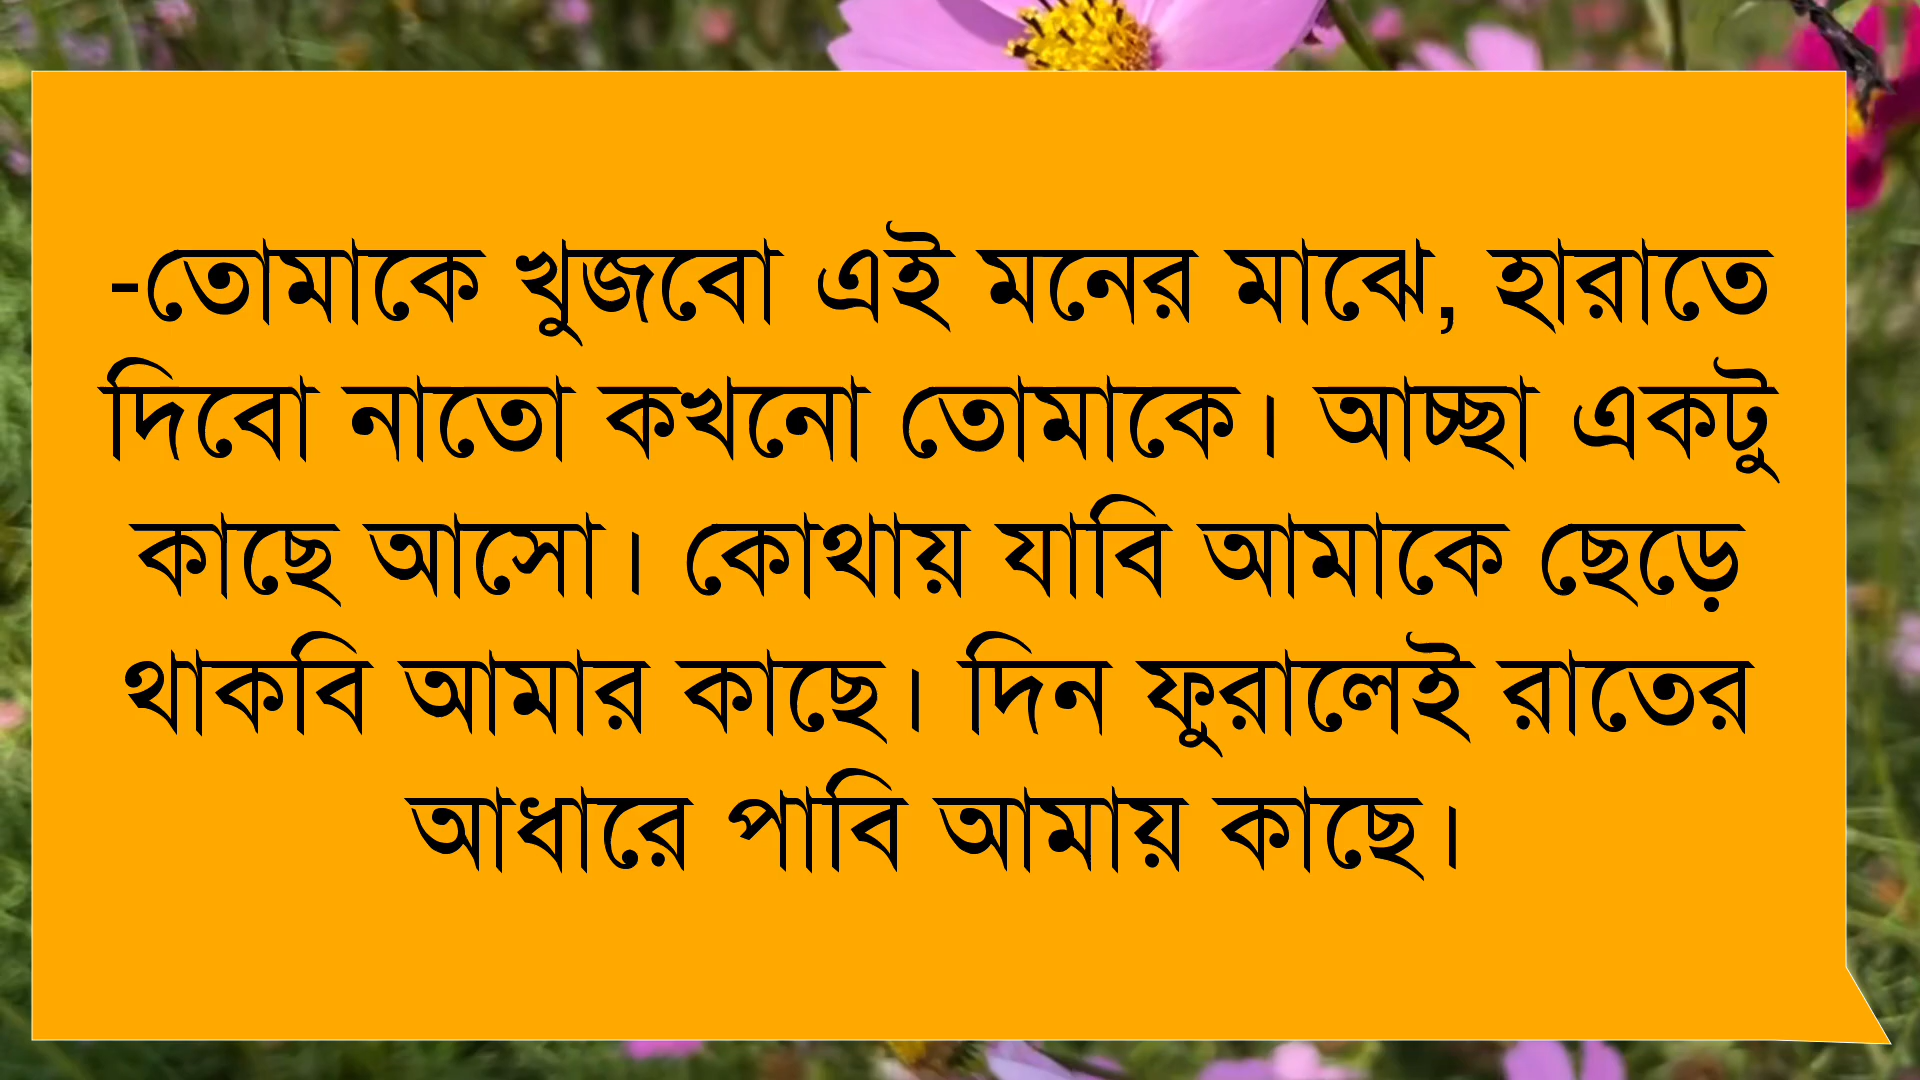 -তোমাকে খুজবো এই মনের মাঝে, হারাতে
দিবো নাতো কখনো তোমাকে। আচ্ছা একটু
কাছে আসো। কোথায় যাবি আমাকে ছেড়ে
থাকবি আমার কাছে। দিন ফুরালেই রাতের
আধারে পাবি আমায় কাছে।